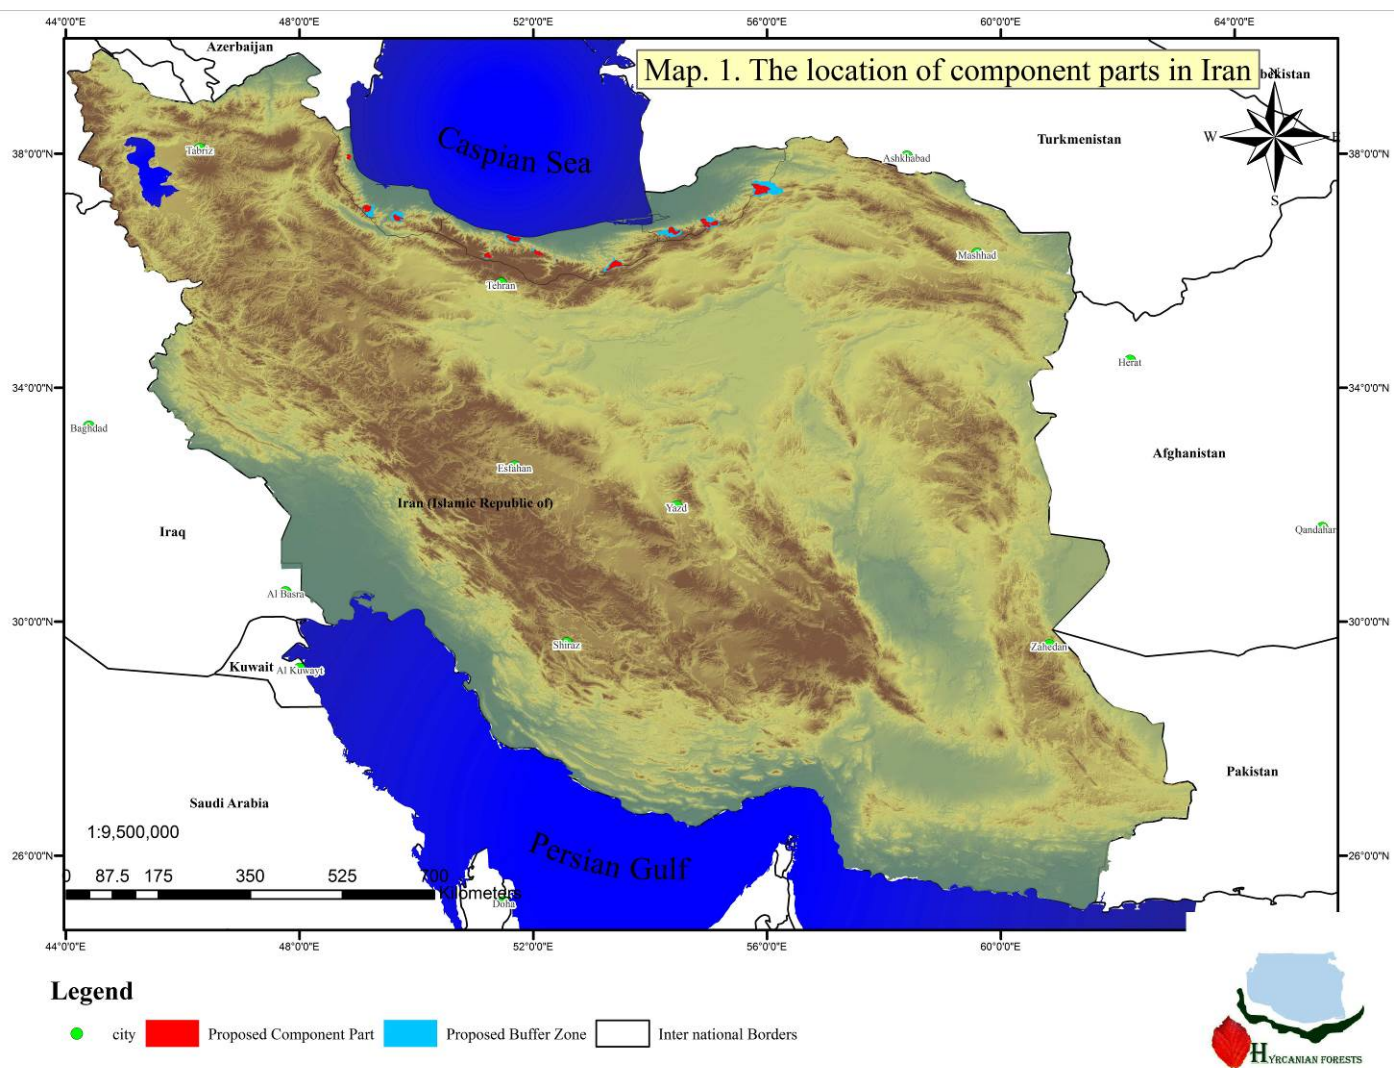 44°0'0"E 48°0'0"E 52°0'0"E 56°0'0"E 60°0'0"E 64°0'0"E
Azerbaijan
Map. 1. The location of component parts in Iran
bekistan
N
W E
S
Caspian Sea
Turkmenistan
38°0'0"N 38°0'0"N
Tabriz
Ashkhabad
Mashhad
Tehran
Herat
34°0'0"N 34°0'0"N
Baghdad
Afghanistan
Esfahan
Iran (Islamic Republic of)
Yazd
Iraq
Qandahar
Al Basra
30°0'0"N 30°0'0"N
Shiraz
Zahedan
Kuwait Al Kuwayt
Pakistan
Saudi Arabia
1:9,500,000
Persian Gulf
26°0'0"N 26°0'0"N
0 87.5 175 350 525 700
Kilometers
Doha
44°0'0"E 48°0'0"E 52°0'0"E 56°0'0"E 60°0'0"E
Legend
city Proposed Component Part Proposed Buffer Zone Inter national Borders
HYRCANIAN FORESTS